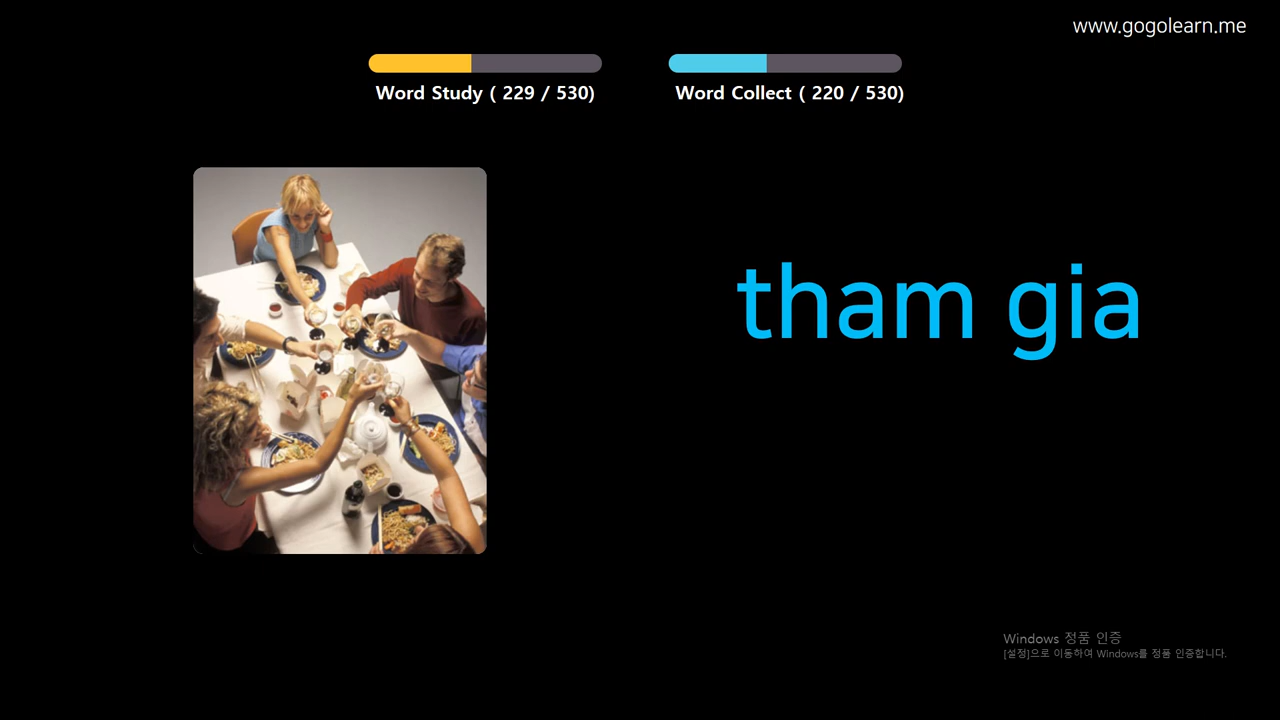 www.gogolearn.me
Word Study ( 229 / 530)
Word Collect ( 220 / 530)
tham gia
Windows 정품 인증
[설정]으로 이동하여 Windows를 정품 인증합니다.